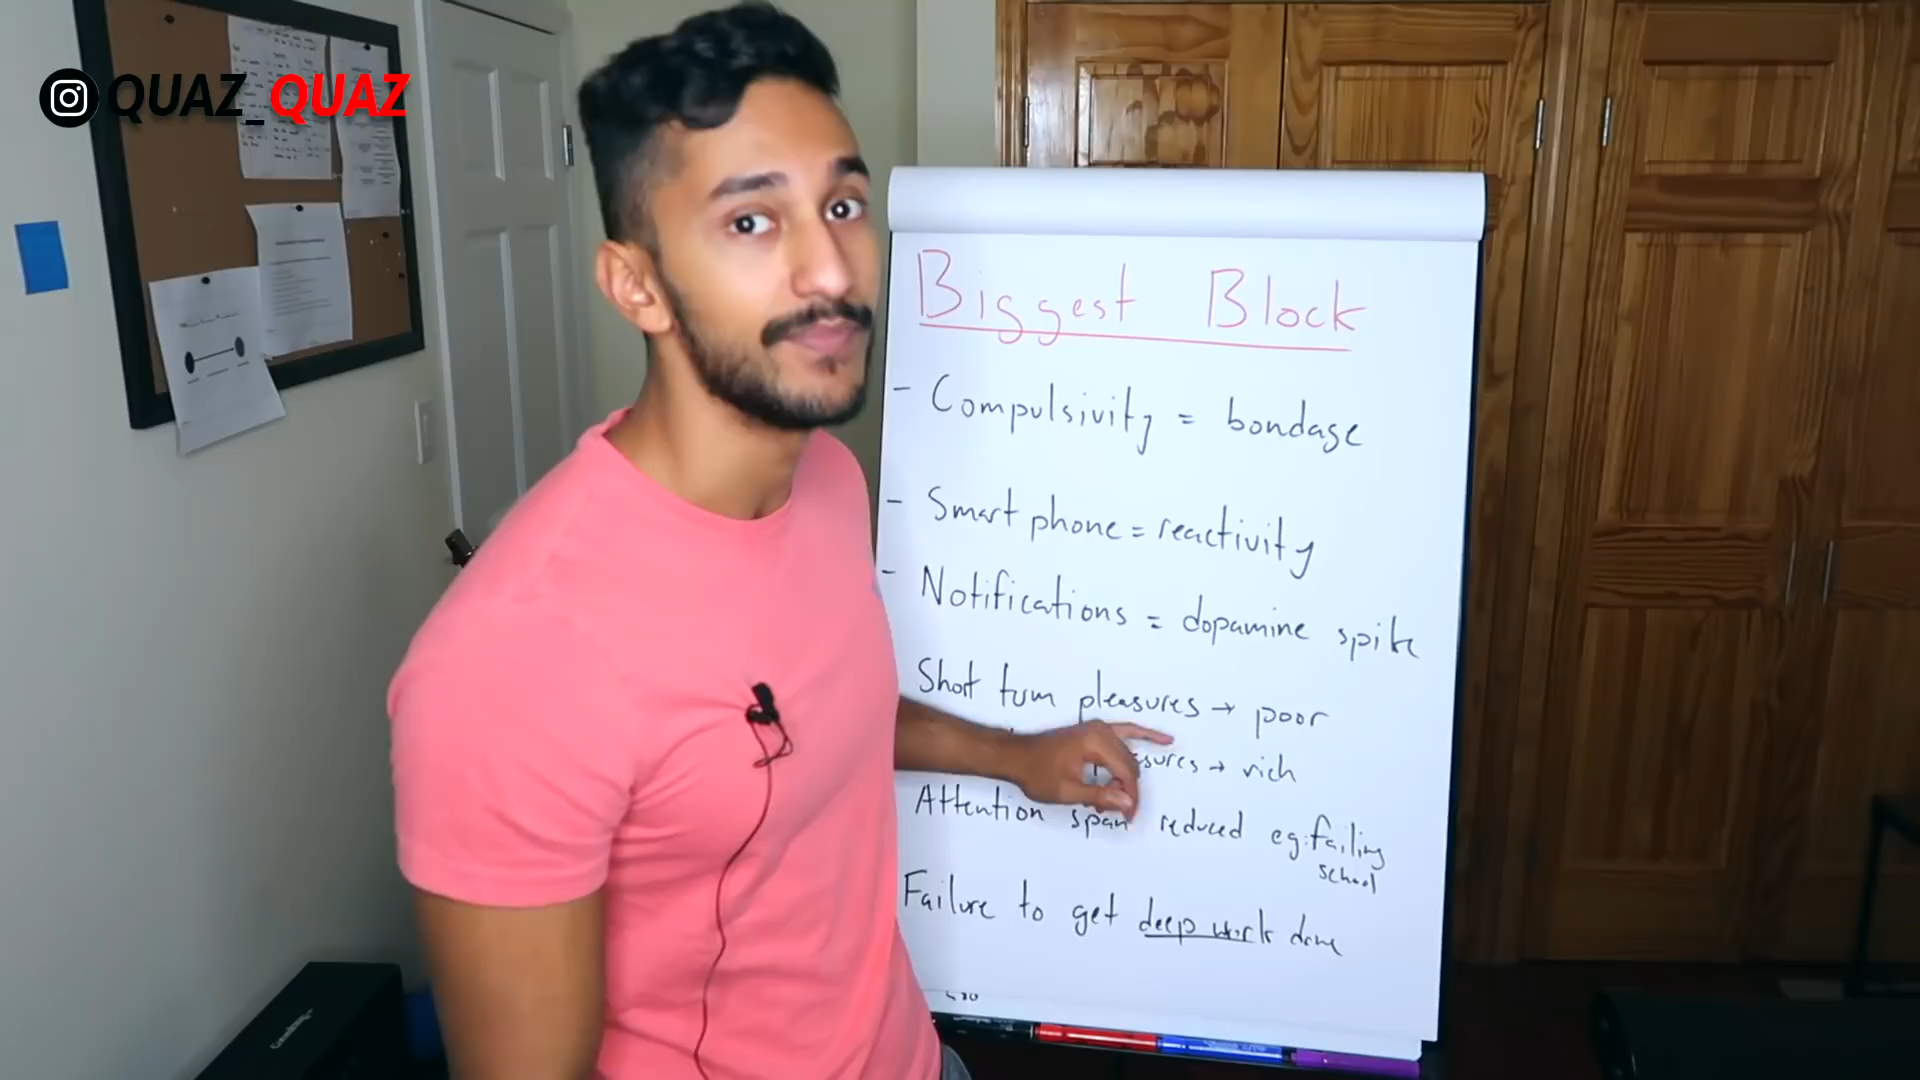 QUAZ_QUAZ
Biggest Block
- Compulsivity = bondage
- Smart phone = reactivity
- Notifications = dopamine spike
Short turm pleasures → poor
sures → rich
Attention span reduced eg: failing
school
Failure to get deep work done